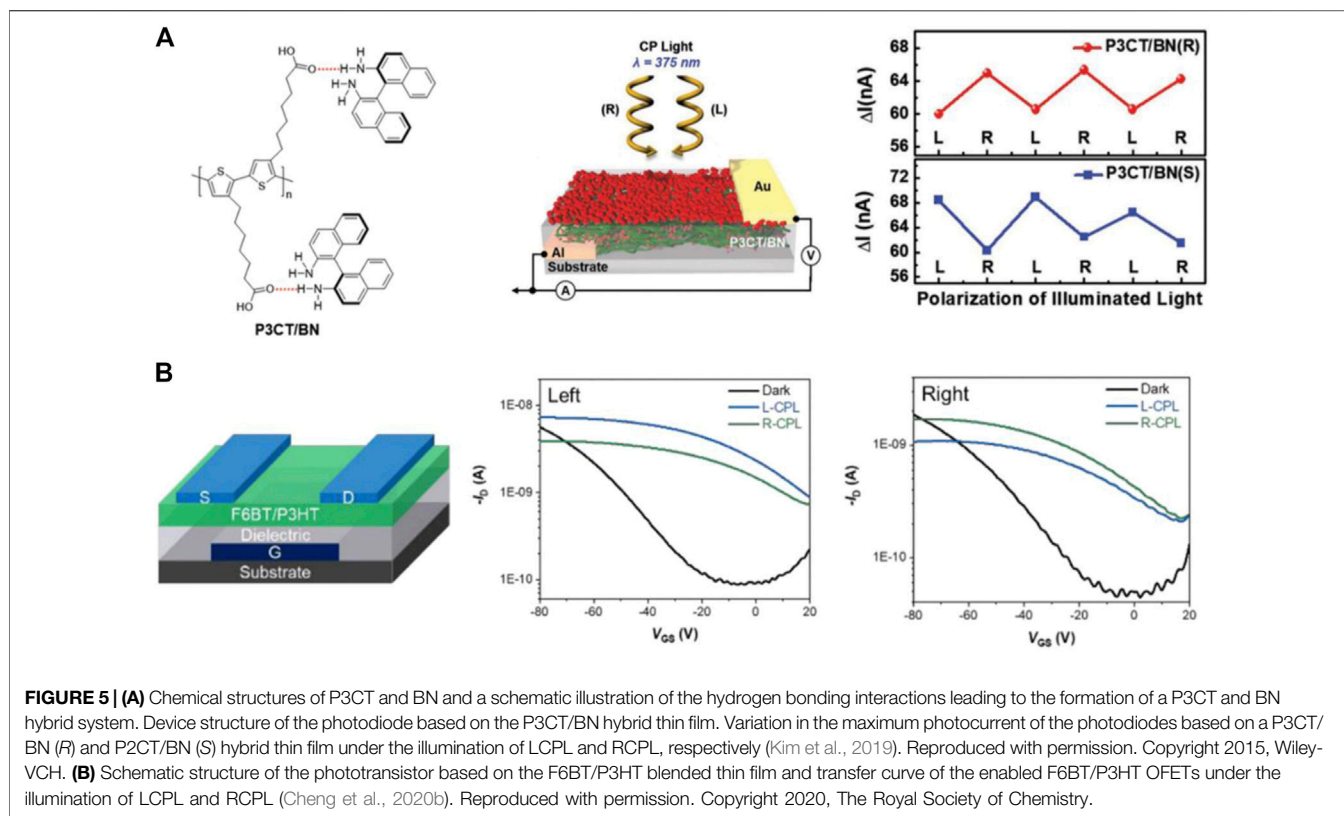 A
HO
O
H
H-N
H-N
H
S
S
n
HO
O
H-N
H
H-N
H
P3CT/BN
CP Light
λ = 375 nm
(R)
(L)
Au
P3CT/BN
Al
Substrate
A
V
68
64
60
56
ΔI(nA)
P3CT/BN(R)
L R L R L R
72
68
64
60
56
ΔI (nA)
P3CT/BN(S)
L R L R L R
Polarization of Illuminated Light
B
S
D
F6BT/P3HT
Dielectric
G
Substrate
Left
Dark
L-CPL
R-CPL
1E-08
1E-09
1E-10
-I_D (A)
-80 -60 -40 -20 0 20
V_GS (V)
Right
Dark
L-CPL
R-CPL
1E-09
1E-10
-I_D (A)
-80 -60 -40 -20 0 20
V_GS (V)
FIGURE 5 | (A) Chemical structures of P3CT and BN and a schematic illustration of the hydrogen bonding interactions leading to the formation of a P3CT and BN
hybrid system. Device structure of the photodiode based on the P3CT/BN hybrid thin film. Variation in the maximum photocurrent of the photodiodes based on a P3CT/
BN (R) and P2CT/BN (S) hybrid thin film under the illumination of LCPL and RCPL, respectively (Kim et al., 2019). Reproduced with permission. Copyright 2015, Wiley-
VCH. (B) Schematic structure of the phototransistor based on the F6BT/P3HT blended thin film and transfer curve of the enabled F6BT/P3HT OFETs under the
illumination of LCPL and RCPL (Cheng et al., 2020b). Reproduced with permission. Copyright 2020, The Royal Society of Chemistry.